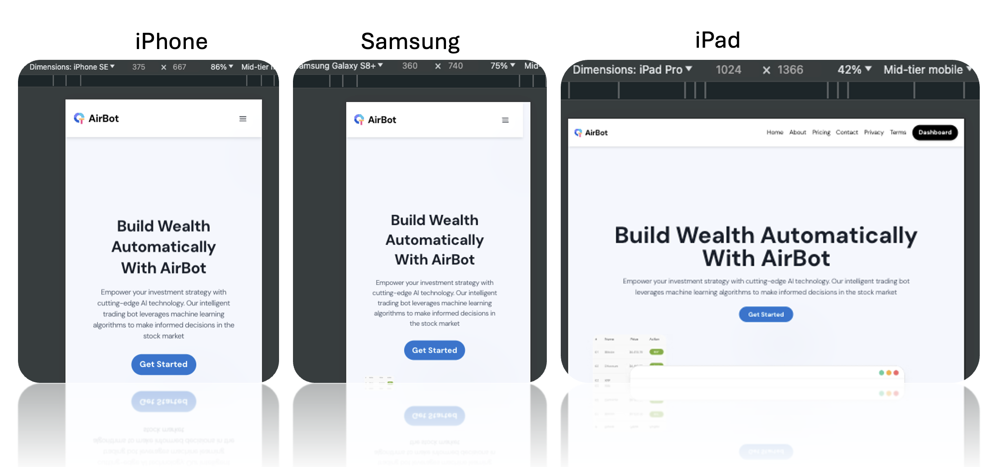 iPhone
Dimensions: iPhone SE 375 × 667 86% Mid-tier
AirBot
Build Wealth
Automatically
With AirBot
Empower your investment strategy with
cutting-edge AI technology. Our intelligent
trading bot leverages machine learning
algorithms to make informed decisions in the
stock market
Get Started
Samsung
amsung Galaxy S8+ 360 × 740 75% Mid-
AirBot
Build Wealth
Automatically
With AirBot
Empower your investment strategy with
cutting-edge AI technology. Our intelligent
trading bot leverages machine learning
algorithms to make informed decisions in
the stock market
Get Started
iPad
Dimensions: iPad Pro 1024 × 1366 42% Mid-tier mobile
AirBot Home About Pricing Contact Privacy Terms Dashboard
Build Wealth Automatically
With AirBot
Empower your investment strategy with cutting-edge AI technology. Our intelligent trading bot
leverages machine learning algorithms to make informed decisions in the stock market
Get Started
# Name Price Action